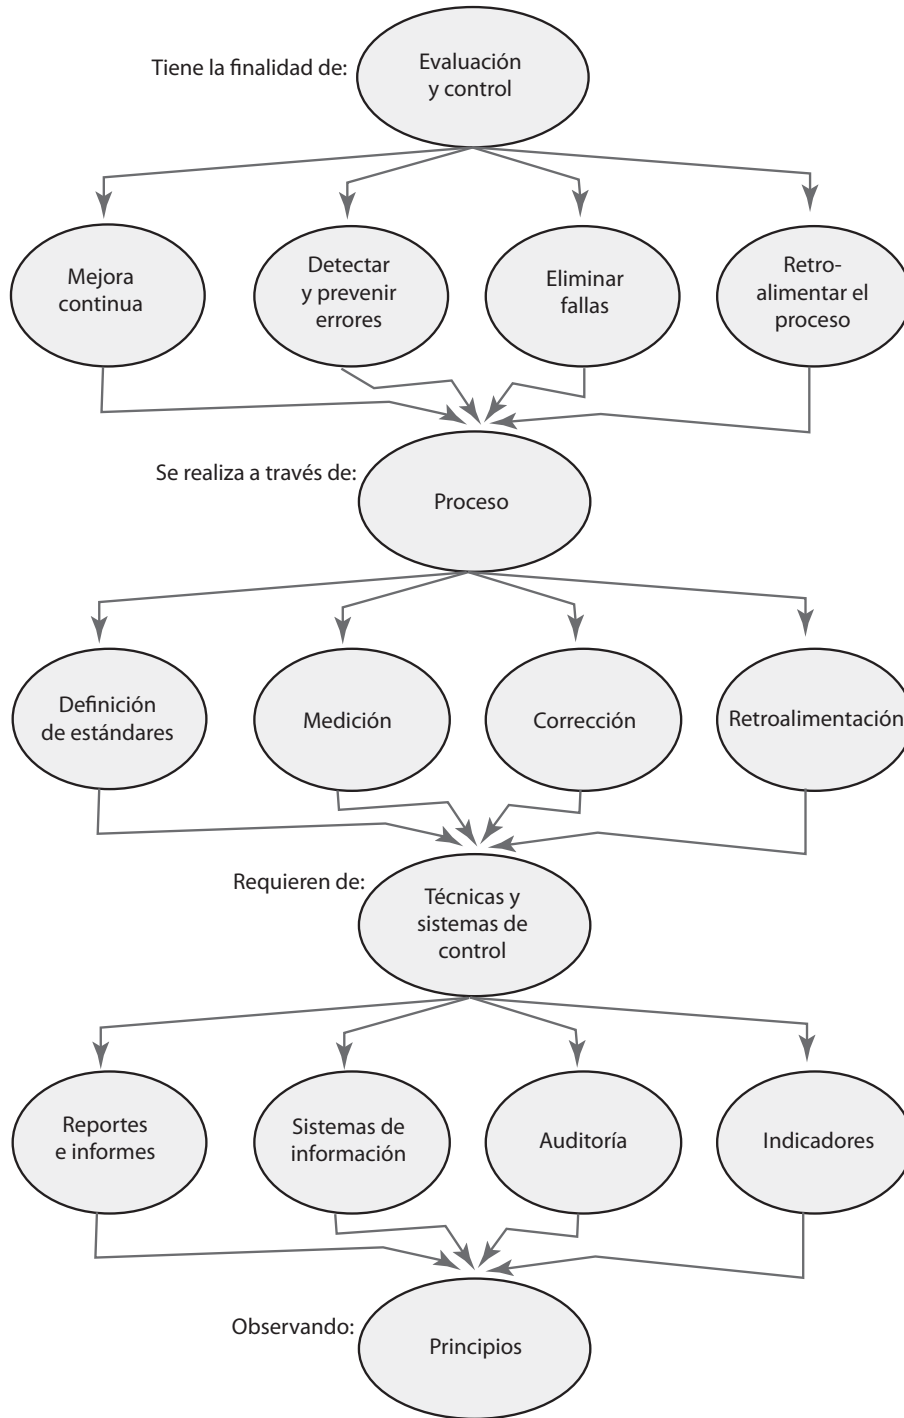 Tiene la finalidad de:
Evaluación
y control
Mejora
continua
Detectar
y prevenir
errores
Eliminar
fallas
Retro-
alimentar el
proceso
Se realiza a través de:
Proceso
Definición
de estándares
Medición
Corrección
Retroalimentación
Requieren de:
Técnicas y
sistemas de
control
Reportes
e informes
Sistemas de
información
Auditoría
Indicadores
Observando:
Principios